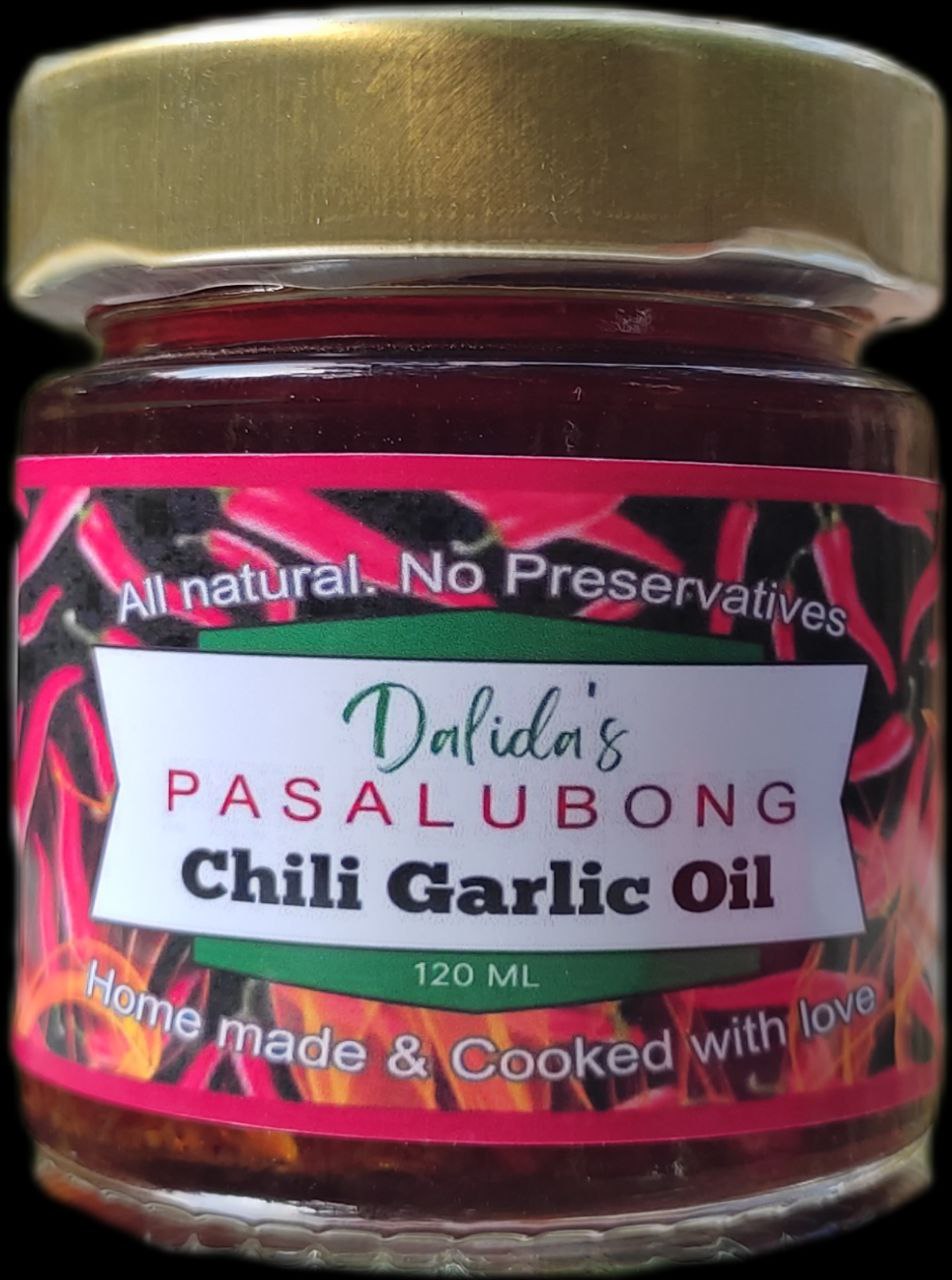 All natural. No Preservatives
Dalida's
PASALUBONG
Chili Garlic Oil
120 ML
Home made & Cooked with love